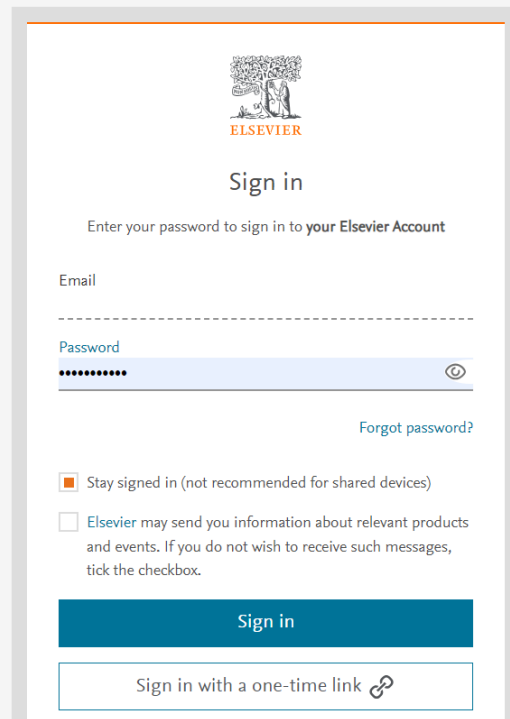 ELSEVIER
Sign in
Enter your password to sign in to your Elsevier Account
Email
Password
•••••••••••
Forgot password?
Stay signed in (not recommended for shared devices)
Elsevier may send you information about relevant products
and events. If you do not wish to receive such messages,
tick the checkbox.
Sign in
Sign in with a one-time link